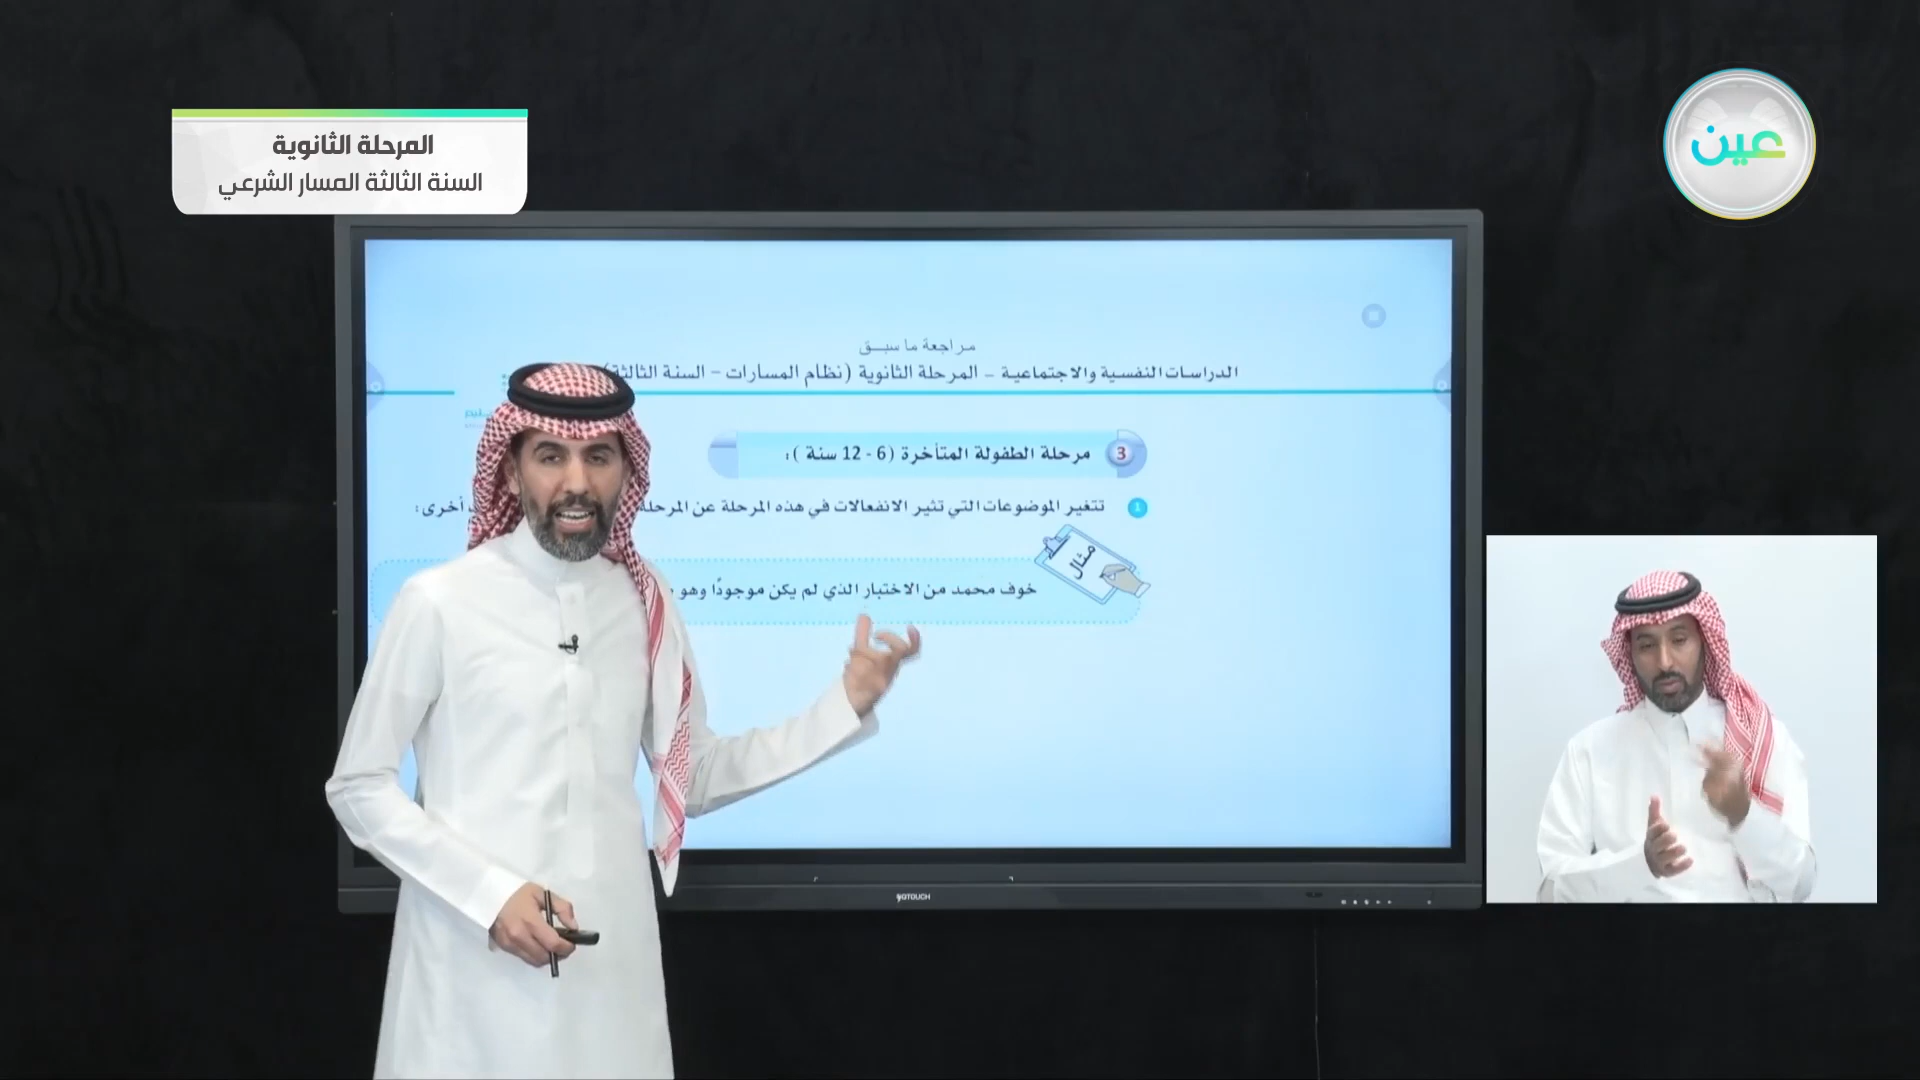 المرحلة الثانوية
السنة الثالثة المسار الشرعي
عين
مراجعة ما سبق
الدراسات النفسية والاجتماعية – المرحلة الثانوية (نظام المسارات – السنة الثالثة)
3 مرحلة الطفولة المتأخرة (6 - 12 سنة ):
1 تتغير الموضوعات التي تثير الانفعالات في هذه المرحلة عن المرحلة أخرى:
مثال
خوف محمد من الاختبار الذي لم يكن موجودًا وهو